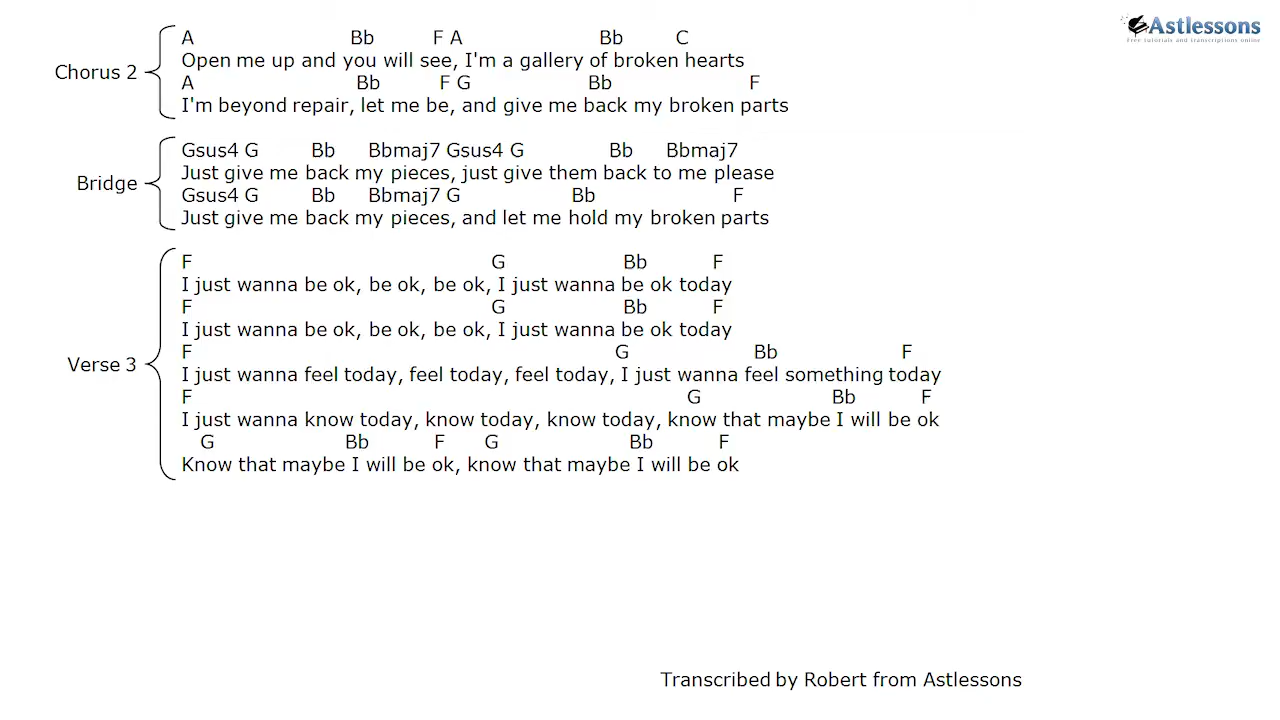 Astlessons
Free tutorials and transcriptions online
Chorus 2
A Bb F A Bb C
Open me up and you will see, I'm a gallery of broken hearts
A Bb F G Bb F
I'm beyond repair, let me be, and give me back my broken parts
Bridge
Gsus4 G Bb Bbmaj7 Gsus4 G Bb Bbmaj7
Just give me back my pieces, just give them back to me please
Gsus4 G Bb Bbmaj7 G Bb F
Just give me back my pieces, and let me hold my broken parts
Verse 3
F G Bb F
I just wanna be ok, be ok, be ok, I just wanna be ok today
F G Bb F
I just wanna be ok, be ok, be ok, I just wanna be ok today
F G Bb F
I just wanna feel today, feel today, feel today, I just wanna feel something today
F G Bb F
I just wanna know today, know today, know today, know that maybe I will be ok
G Bb F G Bb F
Know that maybe I will be ok, know that maybe I will be ok
Transcribed by Robert from Astlessons